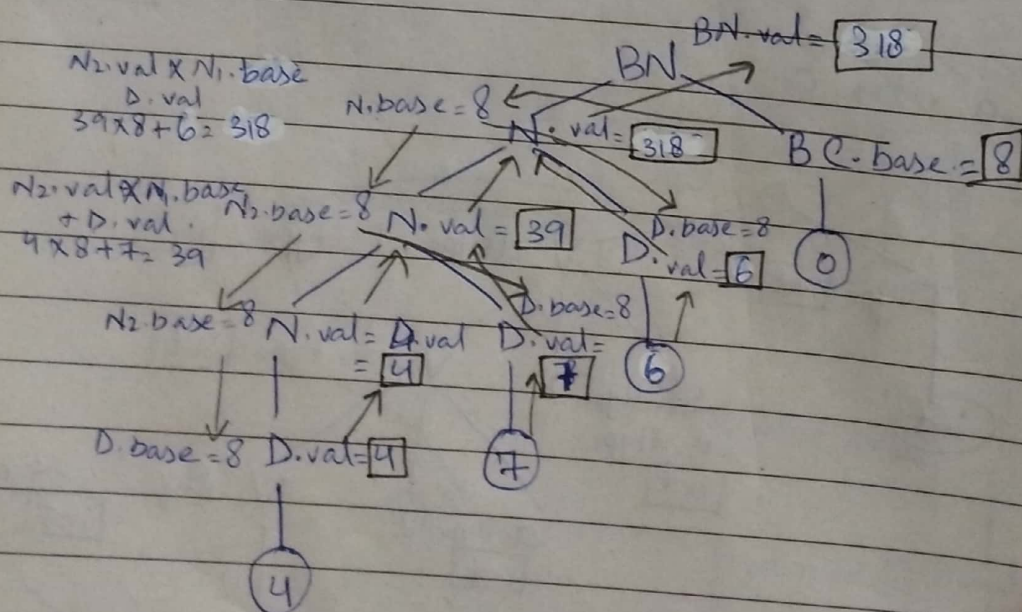 BN.val = 318
BN
N2.val X N1.base
D.val
39x8+6= 318
N.base = 8
N.val= 318
BC.base = 8
N2.val X N1.base
+ D.val.
4x8+7= 39
N2.base=8
N.val = 39
D.base=8
D.val=6
0
N2.base=8
N.val= D.val
= 4
D.base=8
D.val=
7
6
D.base=8
D.val=4
7
4